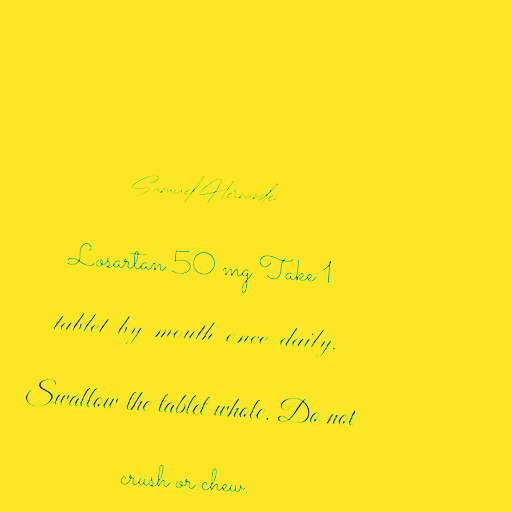 Samuel Hernandez
Losartan 50 mg Take 1
tablet by mouth once daily.
Swallow the tablet whole. Do not
crush or chew.